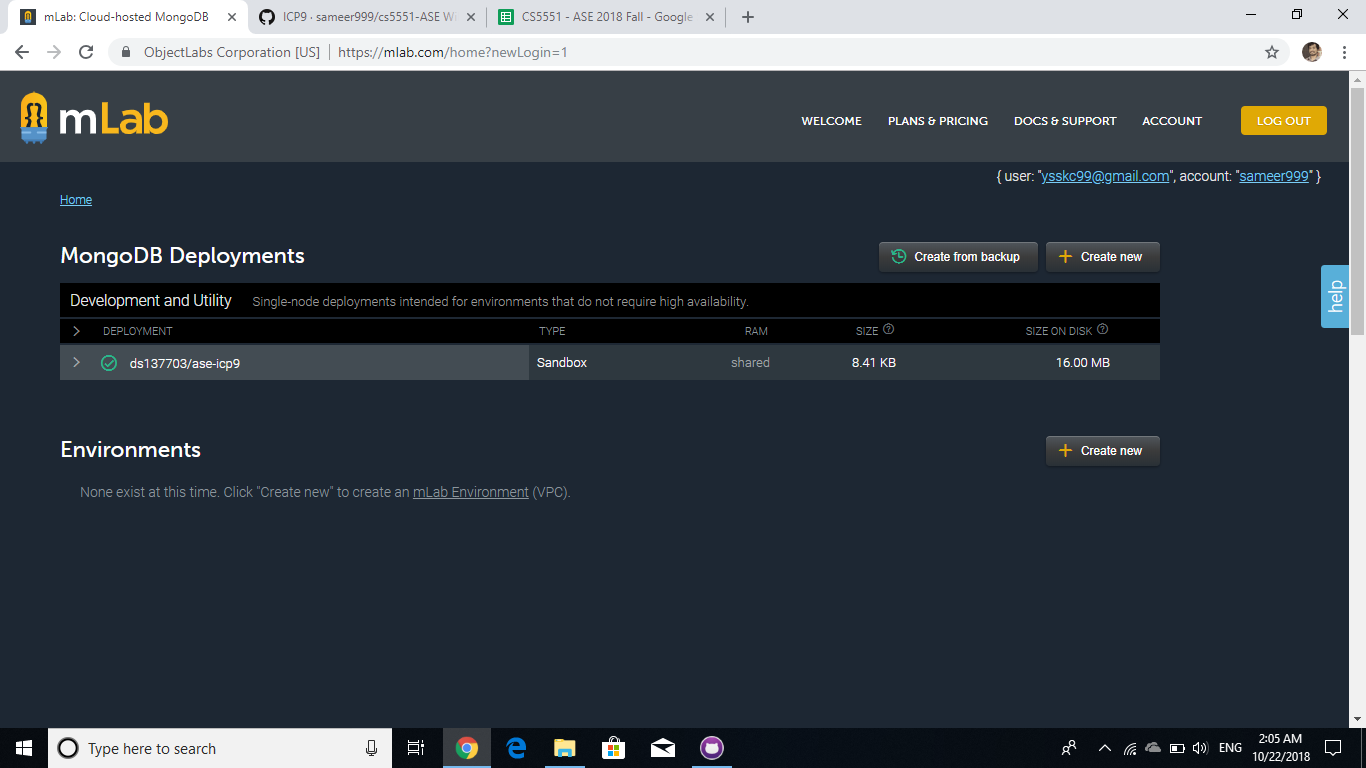 mLab: Cloud-hosted MongoDB
ICP9 · sameer999/cs5551-ASE Wi
CS5551 - ASE 2018 Fall - Google
ObjectLabs Corporation [US] | https://mlab.com/home?newLogin=1
mLab
WELCOME PLANS & PRICING DOCS & SUPPORT ACCOUNT LOG OUT
{ user: "ysskc99@gmail.com", account: "sameer999" }
Home
MongoDB Deployments
Create from backup
Create new
Development and Utility Single-node deployments intended for environments that do not require high availability.
DEPLOYMENT TYPE RAM SIZE ? SIZE ON DISK ?
ds137703/ase-icp9 Sandbox shared 8.41 KB 16.00 MB
help
Environments
Create new
None exist at this time. Click "Create new" to create an mLab Environment (VPC).
Type here to search
ENG
2:05 AM
10/22/2018